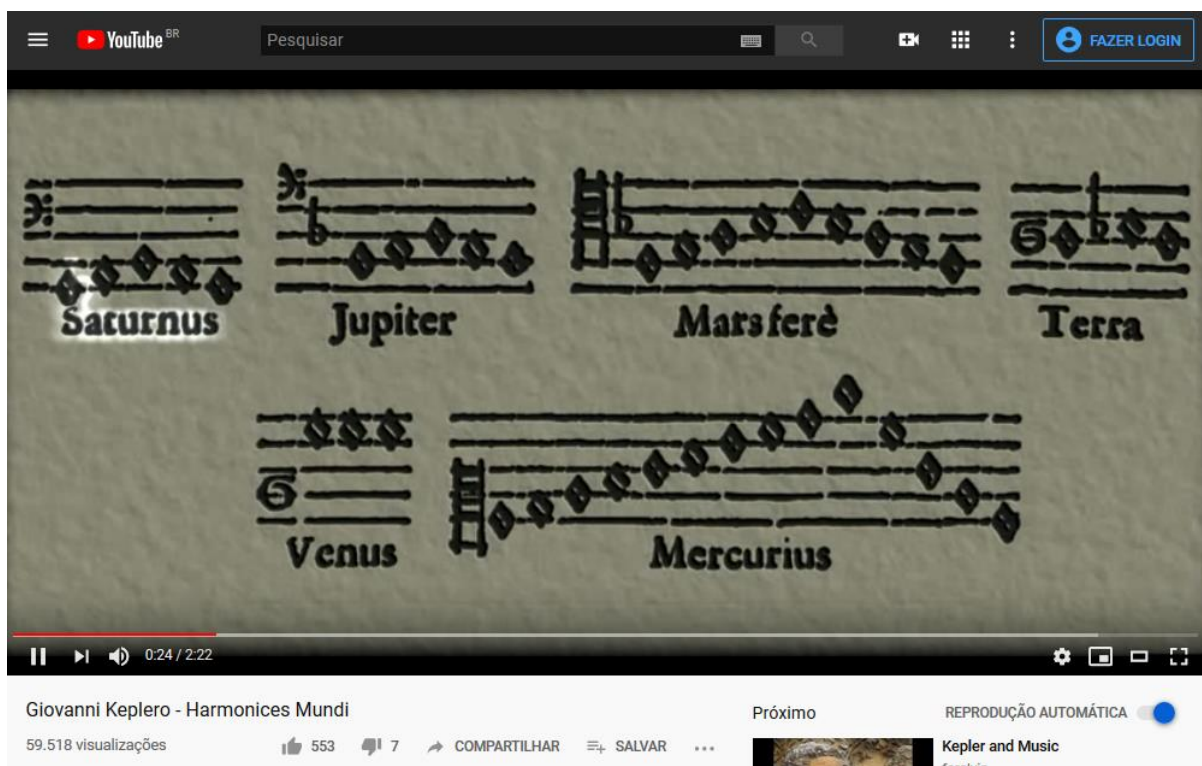 YouTube BR
Pesquisar
FAZER LOGIN
Saturnus
Jupiter
Mars ferè
Terra
Venus
Mercurius
0:24 / 2:22
Giovanni Keplero - Harmonices Mundi
59.518 visualizações
553
7
COMPARTILHAR
SALVAR
Próximo
REPRODUÇÃO AUTOMÁTICA
Kepler and Music